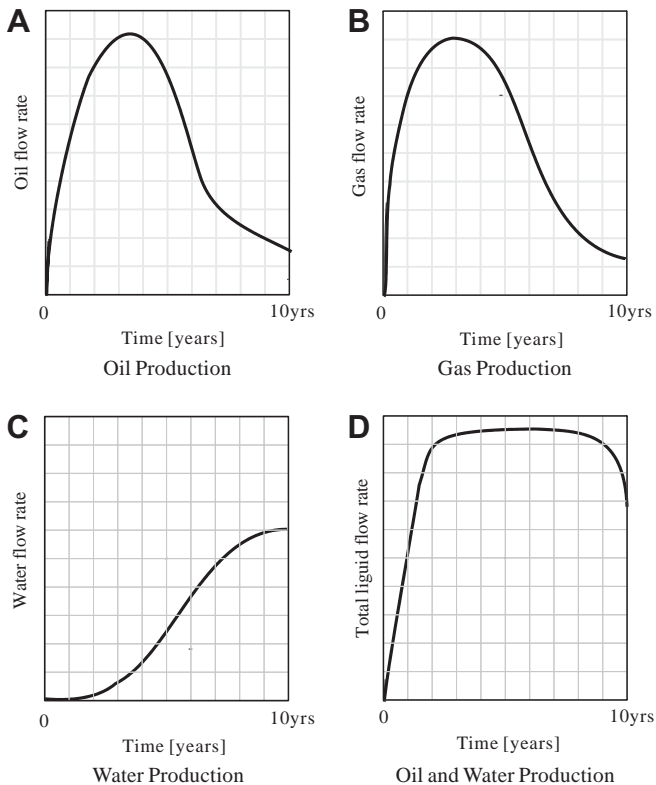 A
Oil flow rate
0
10yrs
Time [years]
Oil Production
B
Gas flow rate
0
10yrs
Time [years]
Gas Production
C
Water flow rate
0
10yrs
Time [years]
Water Production
D
Total liguid flow rate
0
10yrs
Time [years]
Oil and Water Production